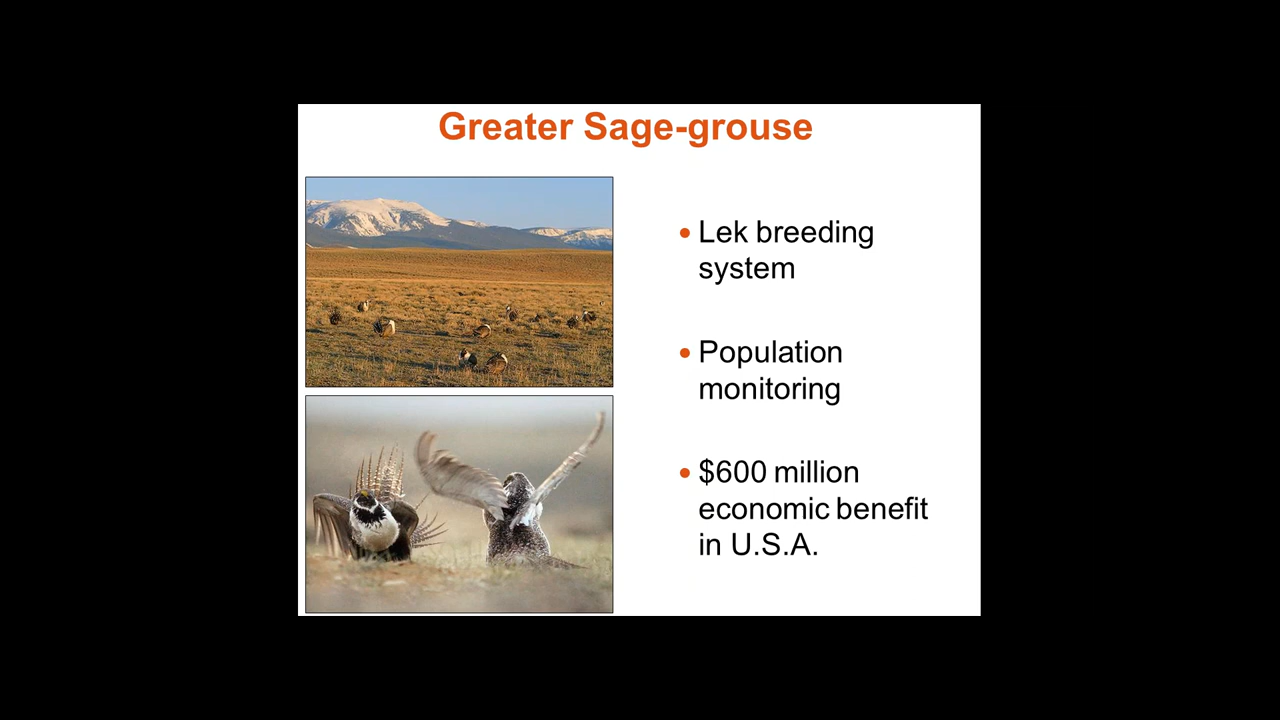 Greater Sage-grouse
• Lek breeding
system
• Population
monitoring
• $600 million
economic benefit
in U.S.A.